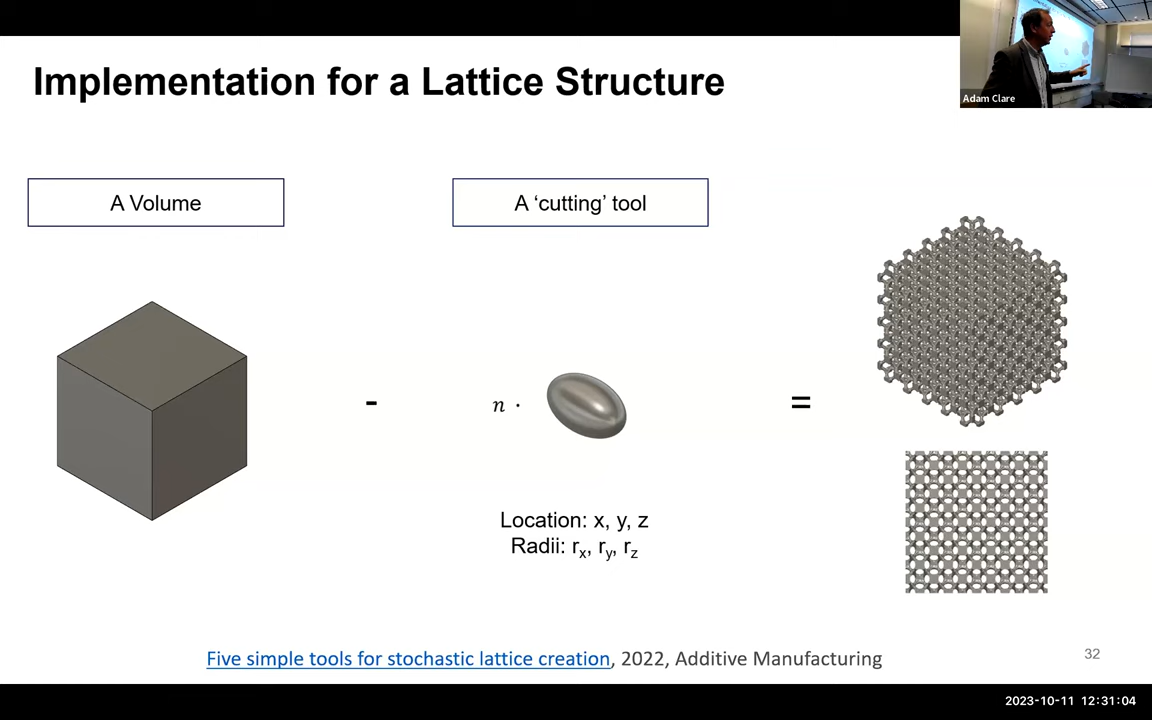 Implementation for a Lattice Structure
Adam Clare
A Volume
A ‘cutting’ tool
-
n ·
=
Location: x, y, z
Radii: rx, ry, rz
Five simple tools for stochastic lattice creation, 2022, Additive Manufacturing
32
2023-10-11 12:31:04